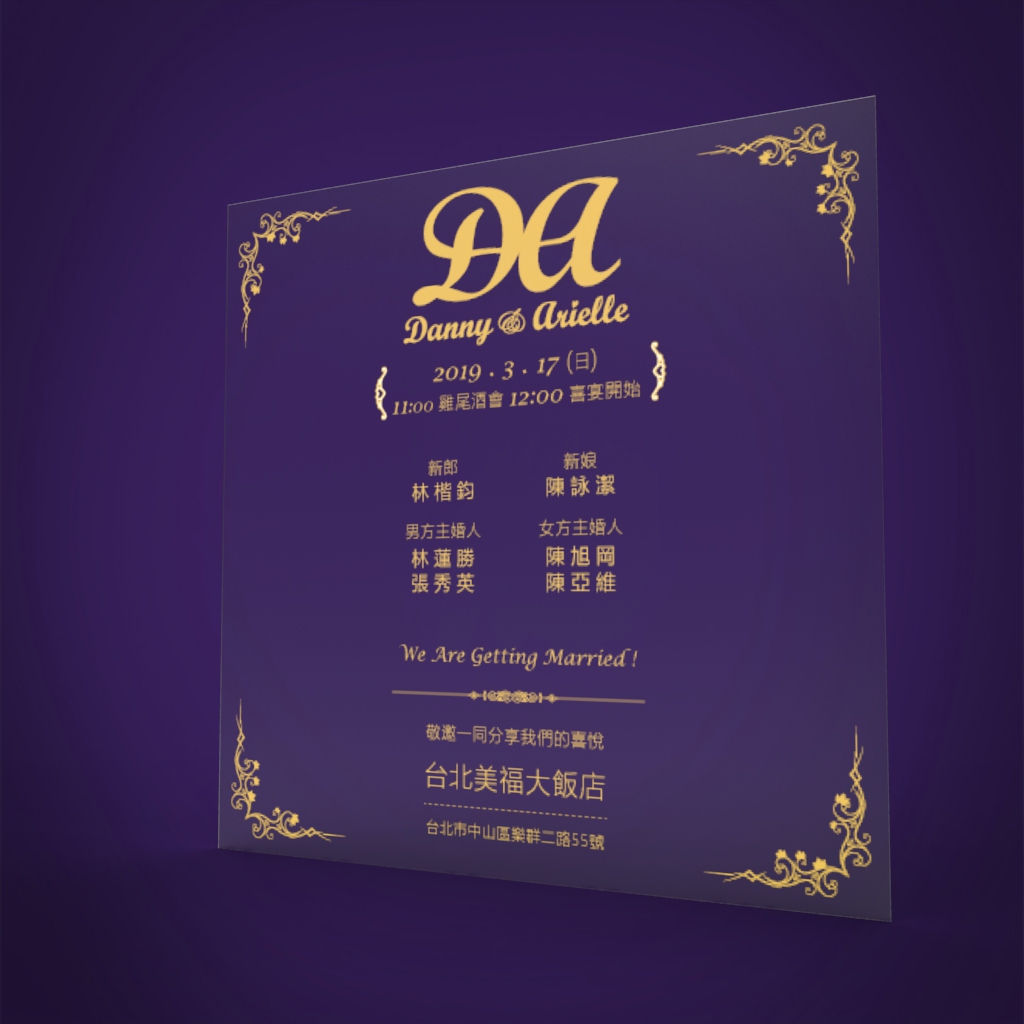 DA
Danny & Arielle
2019 . 3 . 17 (日)
11:00 雞尾酒會 12:00 喜宴開始
新郎 新娘
林楷鈞 陳詠潔
男方主婚人 女方主婚人
林蓮勝 陳旭岡
張秀英 陳亞維
We Are Getting Married !
敬邀一同分享我們的喜悅
台北美福大飯店
台北市中山區樂群二路55號